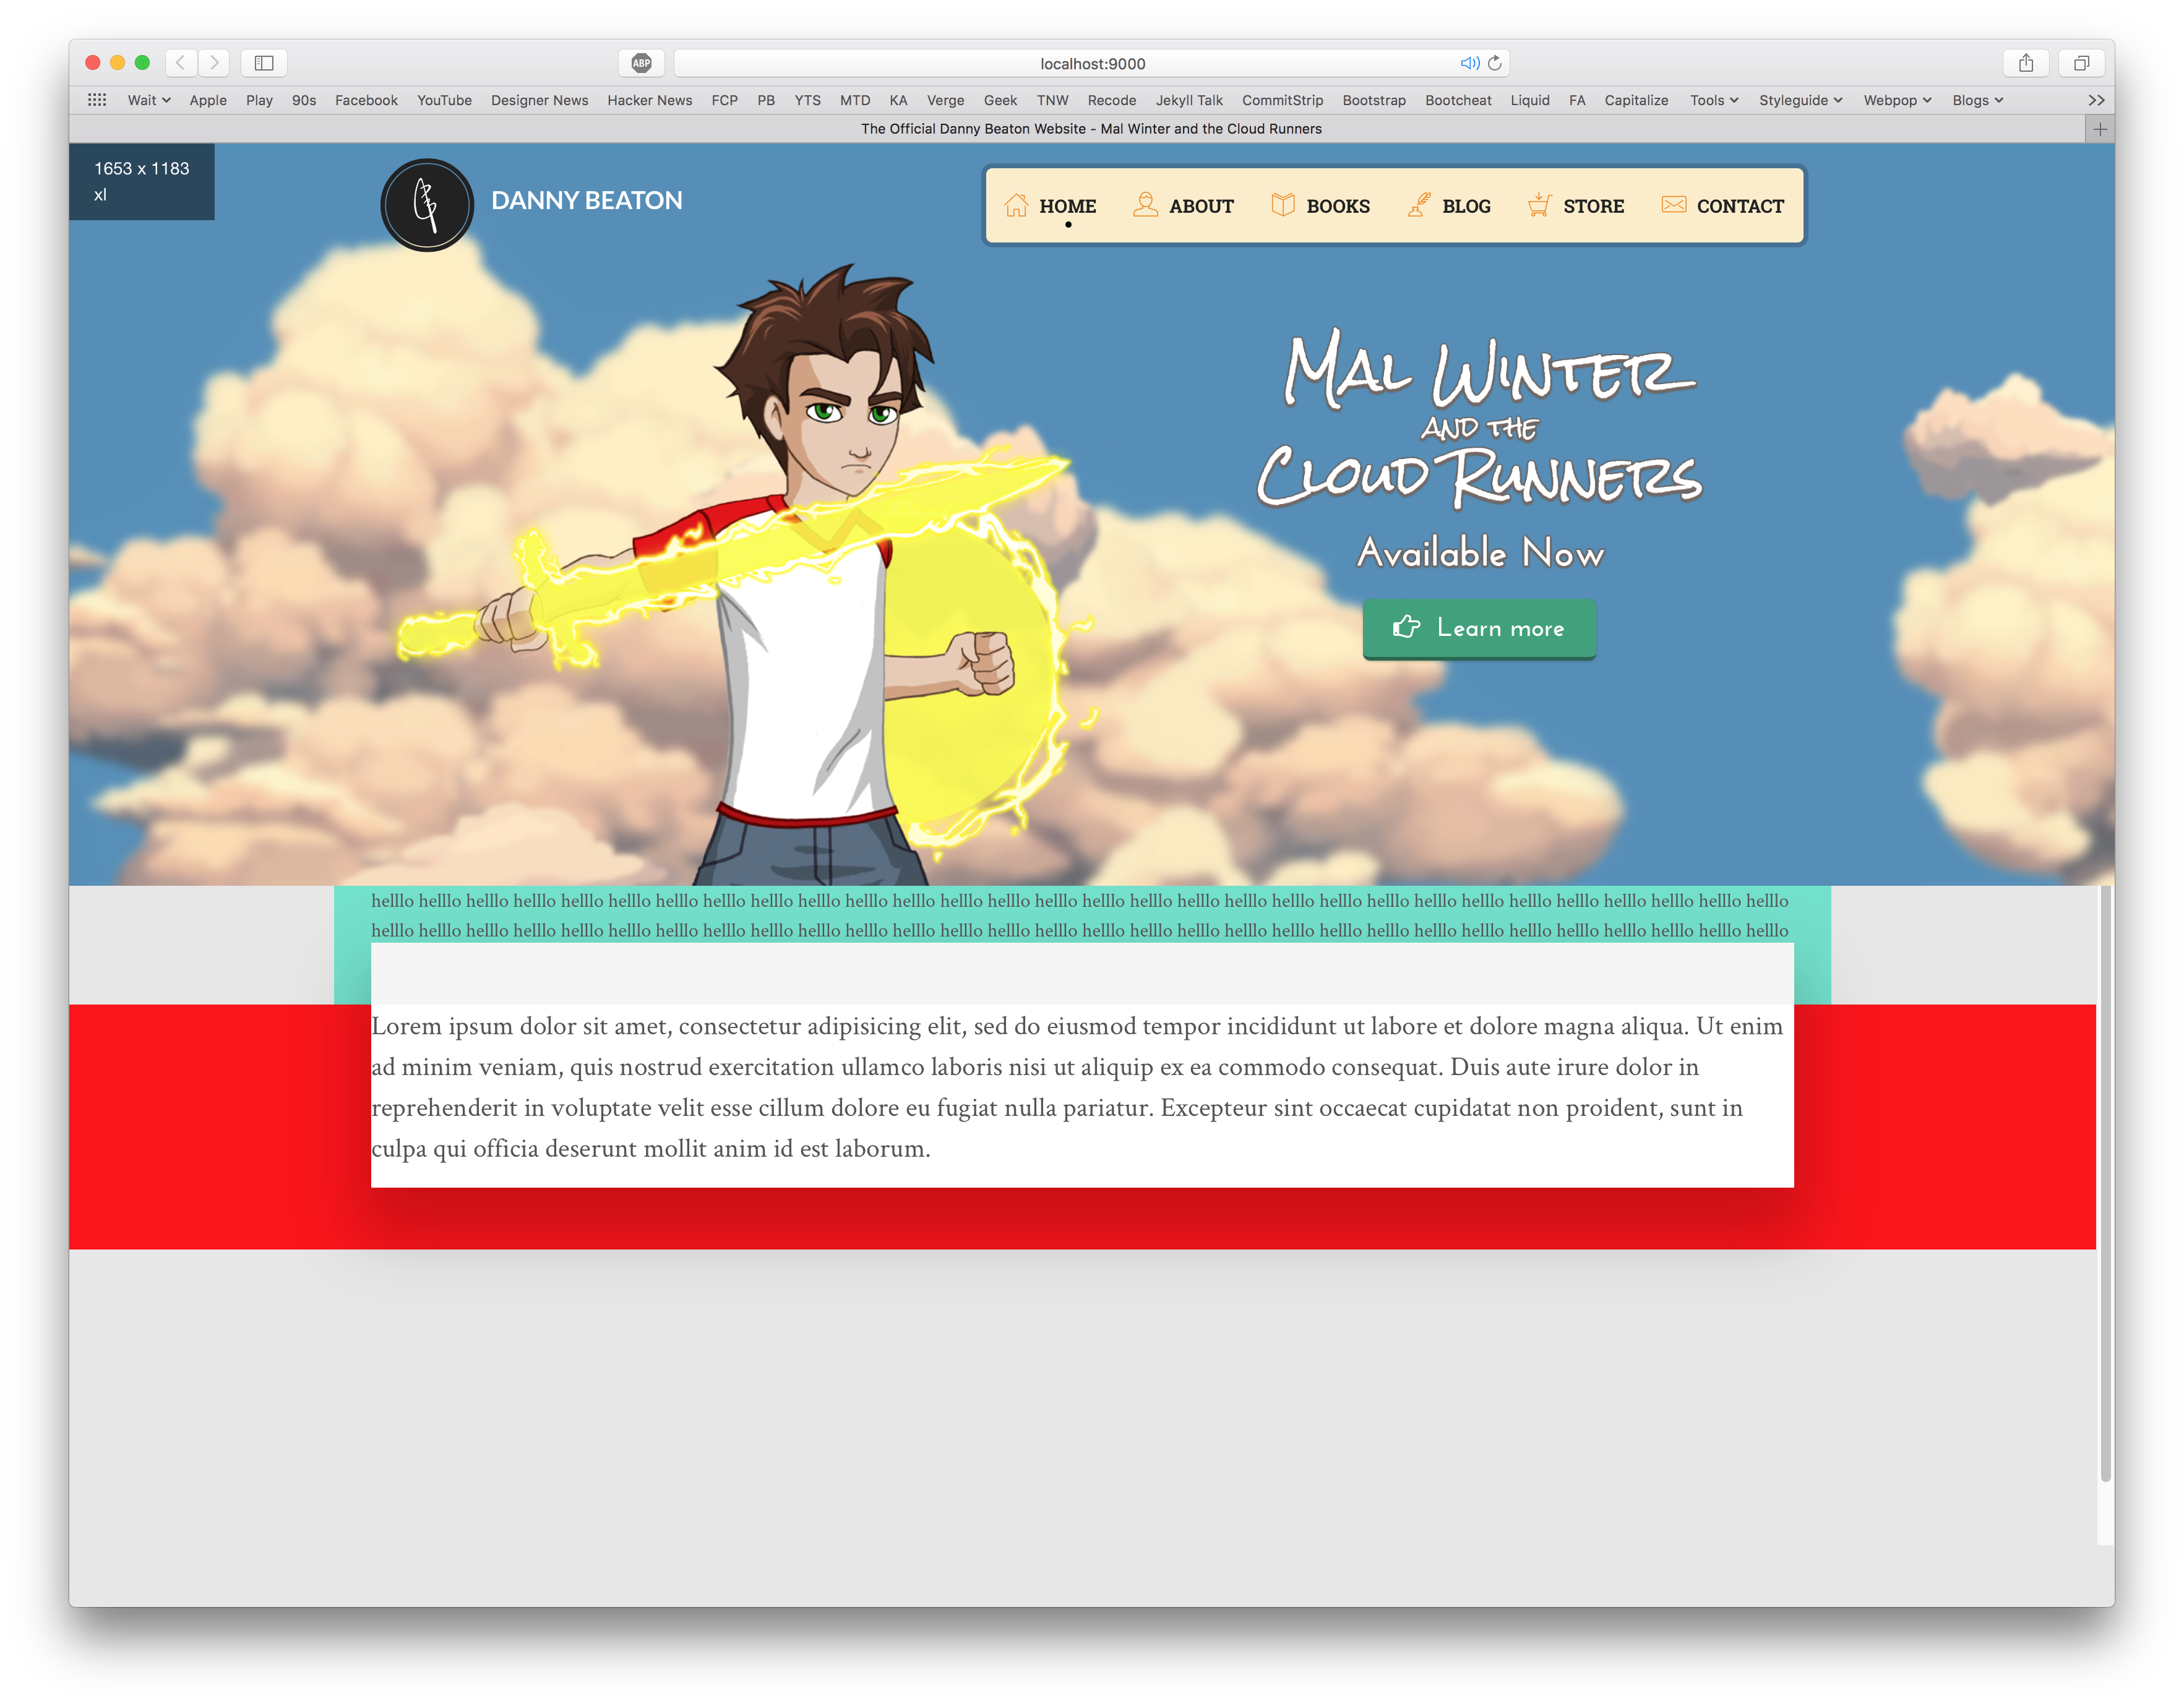 ABP
localhost:9000
Wait Apple Play 90s Facebook YouTube Designer News Hacker News FCP PB YTS MTD KA Verge Geek TNW Recode Jekyll Talk CommitStrip Bootstrap Bootcheat Liquid FA Capitalize Tools Styleguide Webpop Blogs
The Official Danny Beaton Website - Mal Winter and the Cloud Runners
1653 x 1183
xl
DANNY BEATON
HOME ABOUT BOOKS BLOG STORE CONTACT
Mal Winter
and the
Cloud Runners
Available Now
Learn more
helllo helllo helllo helllo helllo helllo helllo helllo helllo helllo helllo helllo helllo helllo helllo helllo helllo helllo helllo helllo helllo helllo helllo helllo helllo helllo helllo helllo helllo helllo
helllo helllo helllo helllo helllo helllo helllo helllo helllo helllo helllo helllo helllo helllo helllo helllo helllo helllo helllo helllo helllo helllo helllo helllo helllo helllo helllo helllo helllo helllo
Lorem ipsum dolor sit amet, consectetur adipisicing elit, sed do eiusmod tempor incididunt ut labore et dolore magna aliqua. Ut enim
ad minim veniam, quis nostrud exercitation ullamco laboris nisi ut aliquip ex ea commodo consequat. Duis aute irure dolor in
reprehenderit in voluptate velit esse cillum dolore eu fugiat nulla pariatur. Excepteur sint occaecat cupidatat non proident, sunt in
culpa qui officia deserunt mollit anim id est laborum.